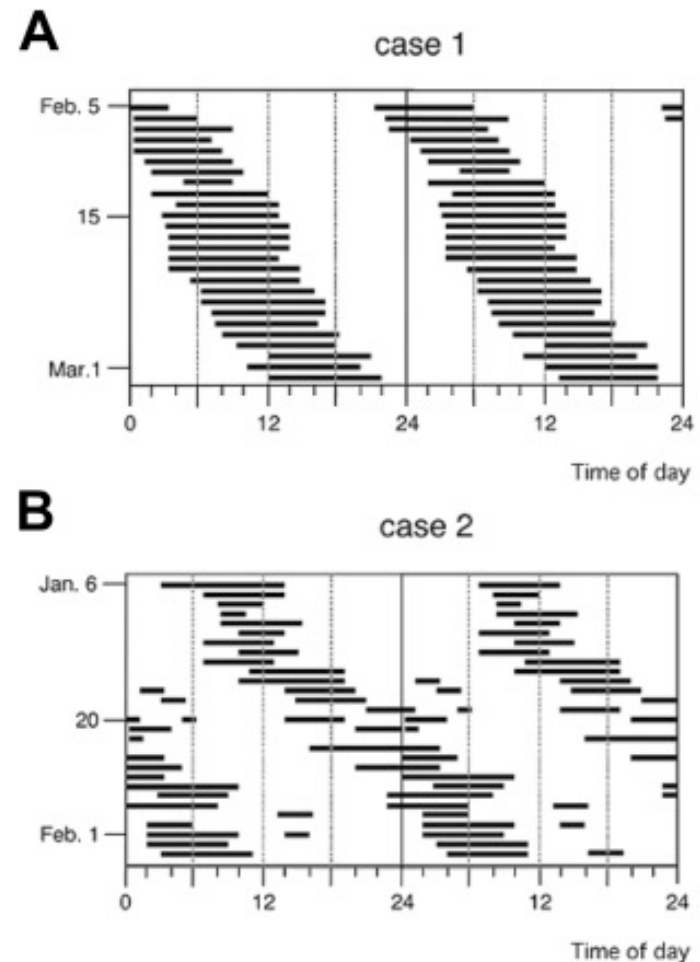 A
case 1
Feb. 5
15
Mar.1
0 12 24 12 24
Time of day
B
case 2
Jan. 6
20
Feb. 1
0 12 24 12 24
Time of day